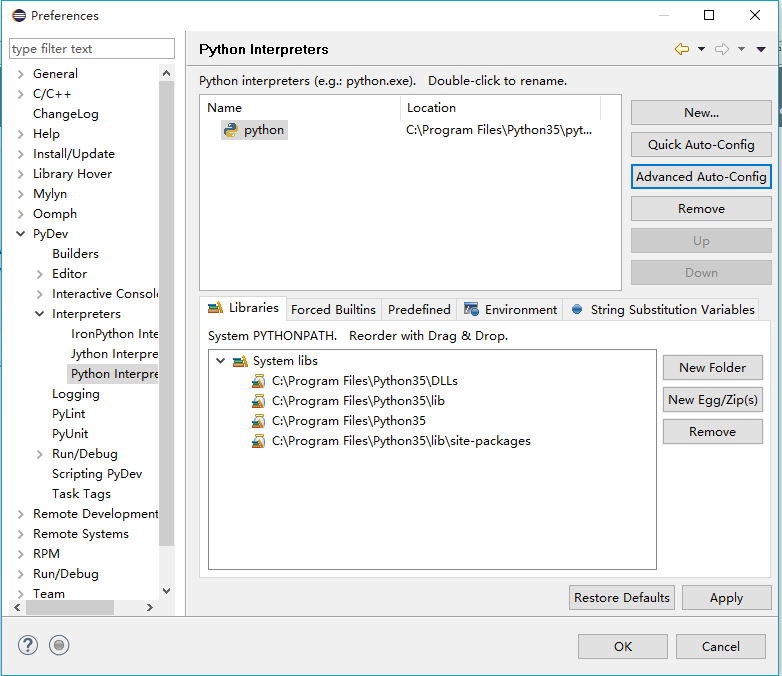 Preferences
type filter text
General
C/C++
ChangeLog
Help
Install/Update
Library Hover
Mylyn
Oomph
PyDev
Builders
Editor
Interactive Consol
Interpreters
IronPython Inte
Jython Interpre
Python Interpre
Logging
PyLint
PyUnit
Run/Debug
Scripting PyDev
Task Tags
Remote Development
Remote Systems
RPM
Run/Debug
Team
Python Interpreters
Python interpreters (e.g.: python.exe).   Double-click to rename.
Name Location
python C:\Program Files\Python35\pyt...
New...
Quick Auto-Config
Advanced Auto-Config
Remove
Up
Down
Libraries Forced Builtins Predefined Environment String Substitution Variables
System PYTHONPATH.   Reorder with Drag & Drop.
System libs
C:\Program Files\Python35\DLLs
C:\Program Files\Python35\lib
C:\Program Files\Python35
C:\Program Files\Python35\lib\site-packages
New Folder
New Egg/Zip(s)
Remove
Restore Defaults Apply
? OK Cancel